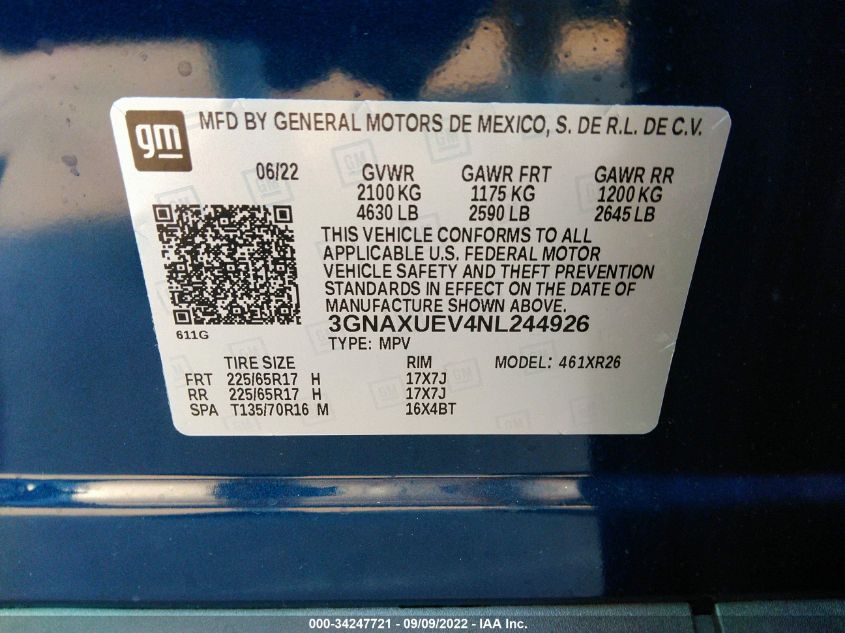 gm MFD BY GENERAL MOTORS DE MEXICO, S. DE R.L. DE C.V.
06/22 GVWR GAWR FRT GAWR RR
2100 KG 1175 KG 1200 KG
4630 LB 2590 LB 2645 LB
THIS VEHICLE CONFORMS TO ALL
APPLICABLE U.S. FEDERAL MOTOR
VEHICLE SAFETY AND THEFT PREVENTION
STANDARDS IN EFFECT ON THE DATE OF
MANUFACTURE SHOWN ABOVE.
611G
3GNAXUEV4NL244926
TYPE: MPV
TIRE SIZE RIM MODEL: 461XR26
FRT 225/65R17 H 17X7J
RR 225/65R17 H 17X7J
SPA T135/70R16 M 16X4BT
000-34247721 - 09/09/2022 - IAA Inc.